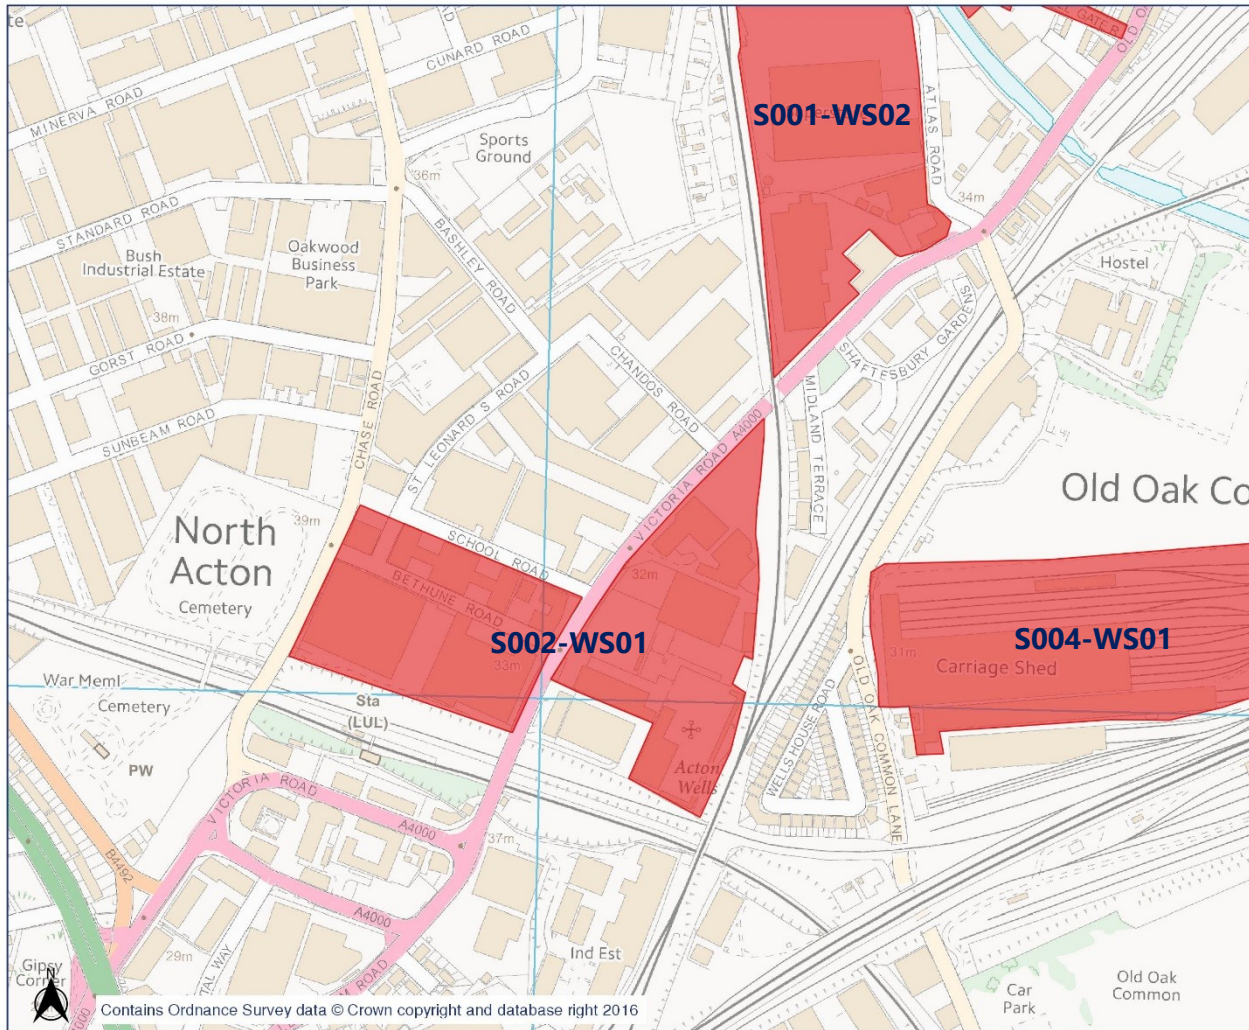 te
CUNARD ROAD
MINERVA ROAD
Sports
Ground
S001-WS02
ATLAS ROAD
OLD O
36m
34m
STANDARD ROAD
BASHLEY ROAD
Bush
Industrial Estate
Oakwood
Business
Park
Hostel
38m
GORST ROAD
CHANDOS ROAD
SHAFTESBURY GARDENS
MIDLAND TERRACE
SUNBEAM ROAD
CHASE ROAD
ST LEONARD S ROAD
VICTORIA ROAD A4000
Old Oak Co
39m
North
Acton
Cemetery
SCHOOL ROAD
BETHUNE ROAD
32m
S002-WS01
33m
S004-WS01
31m
Carriage Shed
War Meml
Cemetery
Sta
(LUL)
PW
WELLS HOUSE ROAD
OLD OAK COMMON LANE
Acton
Wells
VICTORIA ROAD
A4000
37m
B4492
A4000
29m
TAL WAY
M ROAD
Ind Est
Gipsy
Corner
Car
Park
Old Oak
Common
N
Contains Ordnance Survey data © Crown copyright and database right 2016